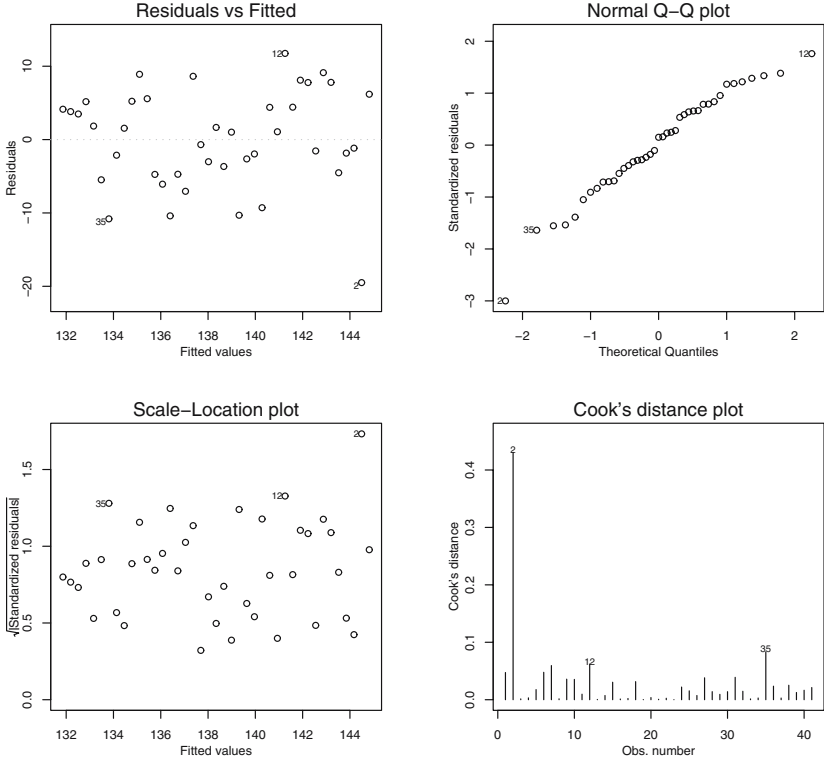 Residuals vs Fitted
Residuals
10
0
−10
−20
12
35
2
132 134 136 138 140 142 144
Fitted values
Normal Q−Q plot
Standardized residuals
2
1
0
−1
−2
−3
12
35
2
−2 −1 0 1 2
Theoretical Quantiles
Scale−Location plot
√|Standardized residuals|
1.5
1.0
0.5
0.0
2
35
12
132 134 136 138 140 142 144
Fitted values
Cook's distance plot
Cook's distance
0.4
0.3
0.2
0.1
0.0
2
12
35
0 10 20 30 40
Obs. number